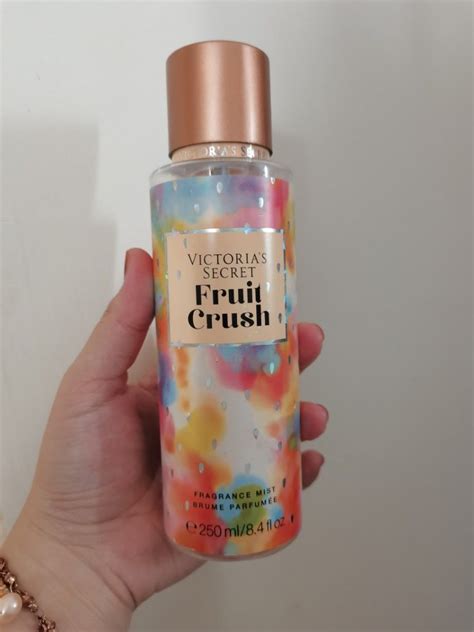 VICTORIA'S
SECRET
Fruit
Crush
FRAGRANCE MIST
BRUME PARFUMÉE
℮250 ml/8.4 fl oz